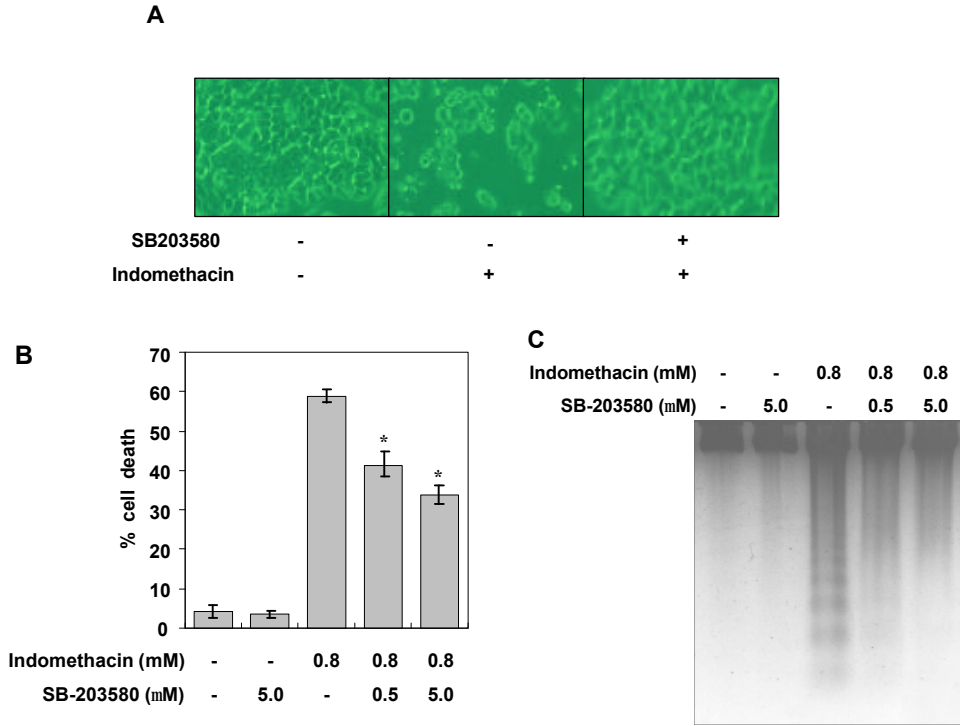 A
SB203580 - - +
Indomethacin - + +
B
70
60
50
40
30
20
10
0
% cell death
* *
Indomethacin (mM) - - 0.8 0.8 0.8
SB-203580 (mM) - 5.0 - 0.5 5.0
C
Indomethacin (mM) - - 0.8 0.8 0.8
SB-203580 (mM) - 5.0 - 0.5 5.0